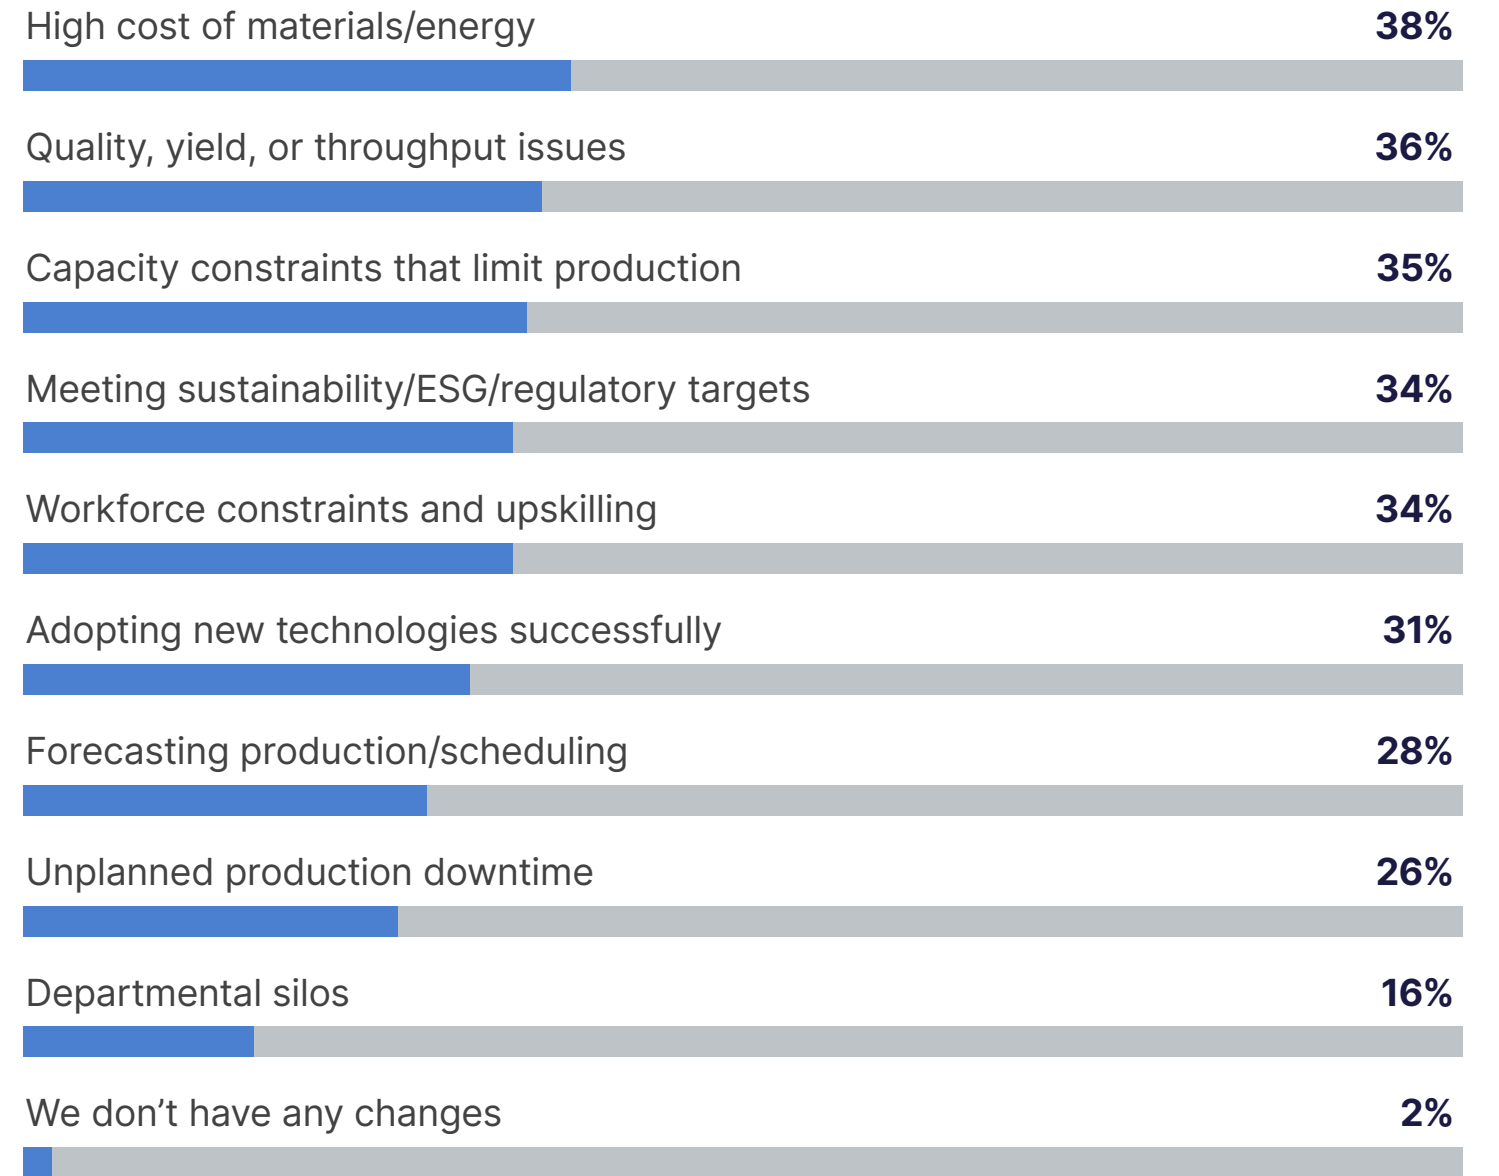 High cost of materials/energy 38%
Quality, yield, or throughput issues 36%
Capacity constraints that limit production 35%
Meeting sustainability/ESG/regulatory targets 34%
Workforce constraints and upskilling 34%
Adopting new technologies successfully 31%
Forecasting production/scheduling 28%
Unplanned production downtime 26%
Departmental silos 16%
We don’t have any changes 2%